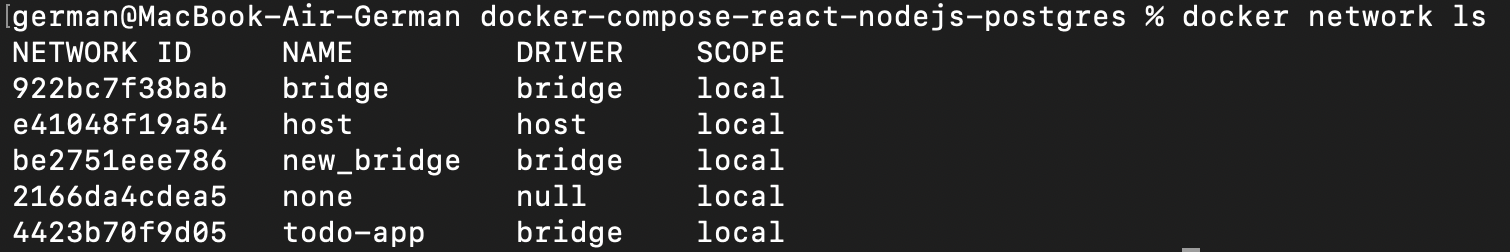 [german@MacBook-Air-German docker-compose-react-nodejs-postgres % docker network ls
NETWORK ID     NAME         DRIVER    SCOPE
922bc7f38bab   bridge       bridge    local
e41048f19a54   host         host      local
be2751eee786   new_bridge   bridge    local
2166da4cdea5   none         null      local
4423b70f9d05   todo-app     bridge    local